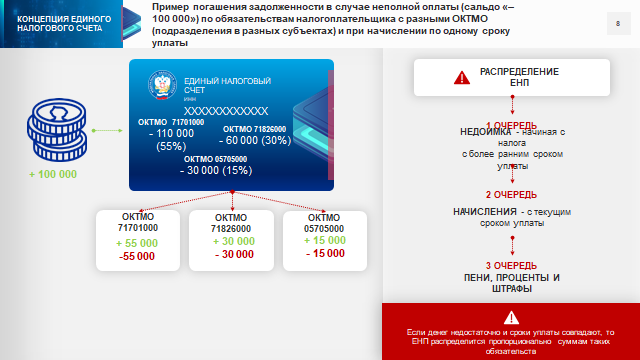 КОНЦЕПЦИЯ ЕДИНОГО
НАЛОГОВОГО СЧЕТА
Пример погашения задолженности в случае неполной оплаты (сальдо «–
100 000») по обязательствам налогоплательщика с разными ОКТМО
(подразделения в разных субъектах) и при начислении по одному сроку
уплаты
8
+ 100 000
ЕДИНЫЙ НАЛОГОВЫЙ
СЧЕТ
ИНН
XXXXXXXXXXXX
ОКТМО 71701000
- 110 000
(55%)
ОКТМО 71826000
- 60 000 (30%)
ОКТМО 05705000
- 30 000 (15%)
ОКТМО
71701000
+ 55 000
-55 000
ОКТМО
71826000
+ 30 000
- 30 000
ОКТМО
05705000
+ 15 000
- 15 000
РАСПРЕДЕЛЕНИЕ
ЕНП
1 ОЧЕРЕДЬ
НЕДОИМКА - начиная с
налога
с более ранним сроком
уплаты
2 ОЧЕРЕДЬ
НАЧИСЛЕНИЯ - с текущим
сроком уплаты
3 ОЧЕРЕДЬ
ПЕНИ, ПРОЦЕНТЫ И
ШТРАФЫ
Если денег недостаточно и сроки уплаты совпадают, то
ЕНП распределится пропорционально суммам таких
обязательств